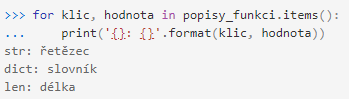 >>> for klic, hodnota in popisy_funkci.items():
...     print('{}: {}'.format(klic, hodnota))
str: řetězec
dict: slovník
len: délka